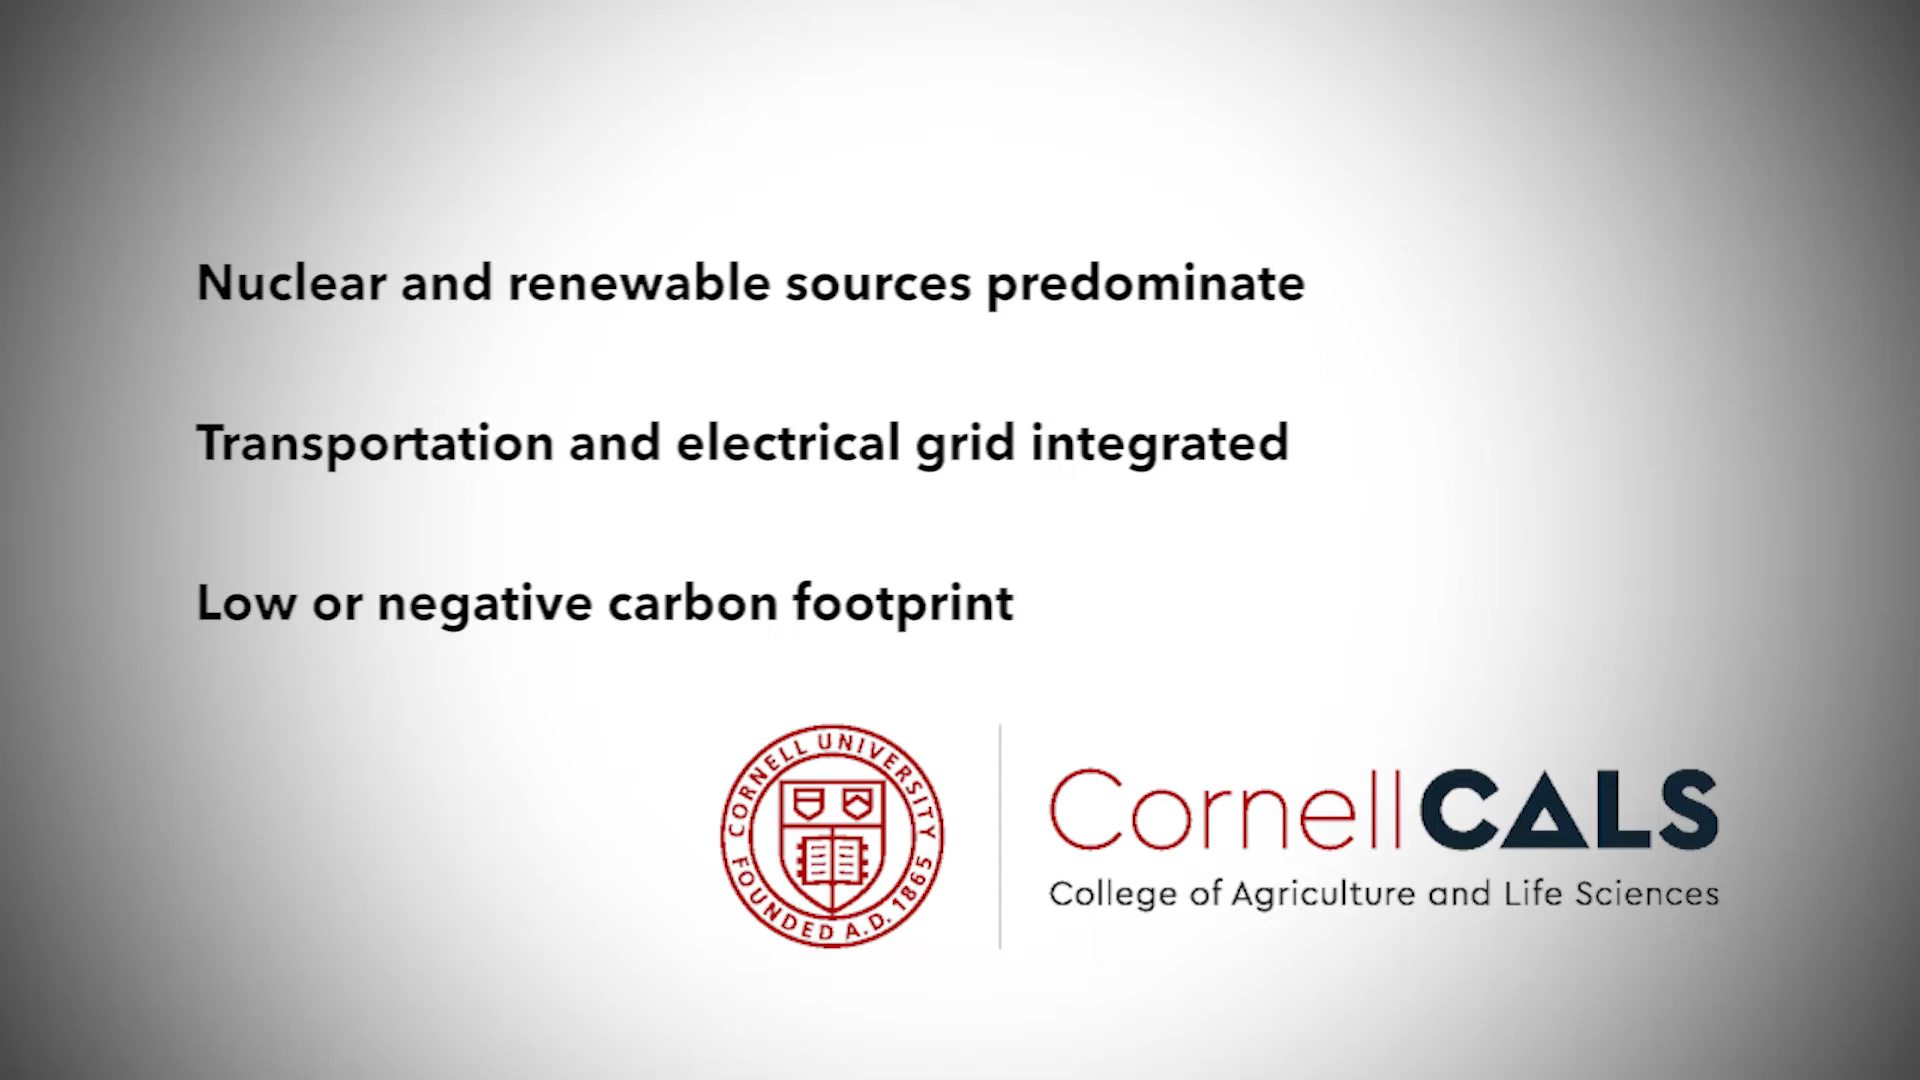 Nuclear and renewable sources predominate
Transportation and electrical grid integrated
Low or negative carbon footprint
CORNELL UNIVERSITY
FOUNDED A.D. 1865
CornellCALS
College of Agriculture and Life Sciences